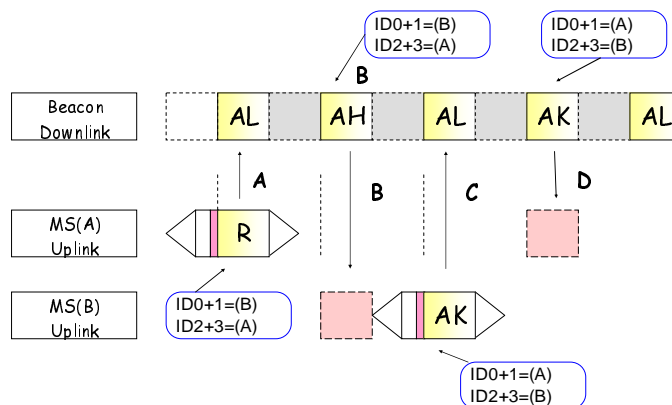 ID0+1=(B)
ID2+3=(A)
ID0+1=(A)
ID2+3=(B)
B
Beacon
Downlink
AL
AH
AL
AK
AL
A
B
C
D
MS(A)
Uplink
R
ID0+1=(B)
ID2+3=(A)
MS(B)
Uplink
AK
ID0+1=(A)
ID2+3=(B)